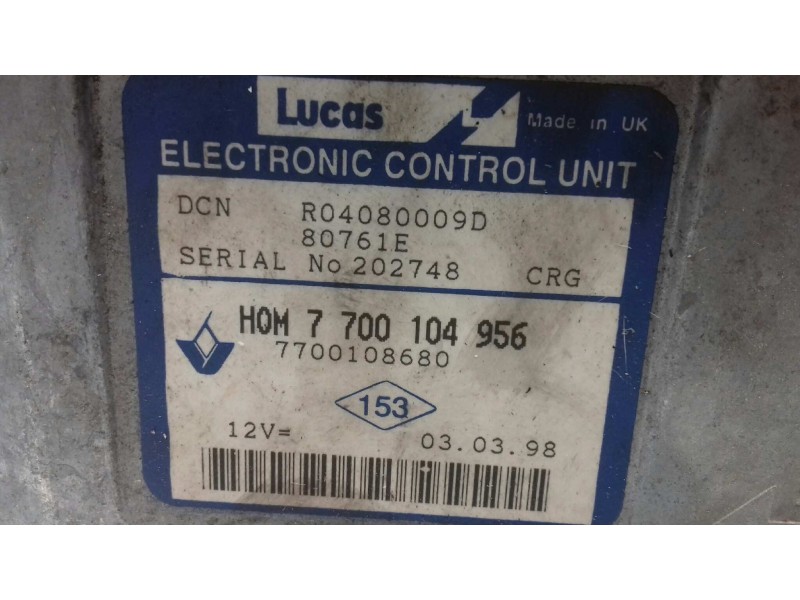 Lucas
Made in UK
ELECTRONIC CONTROL UNIT
DCN R04080009D
80761E
SERIAL No 202748 CRG
HOM 7 700 104 956
7700108680
153
12V=
03.03.98